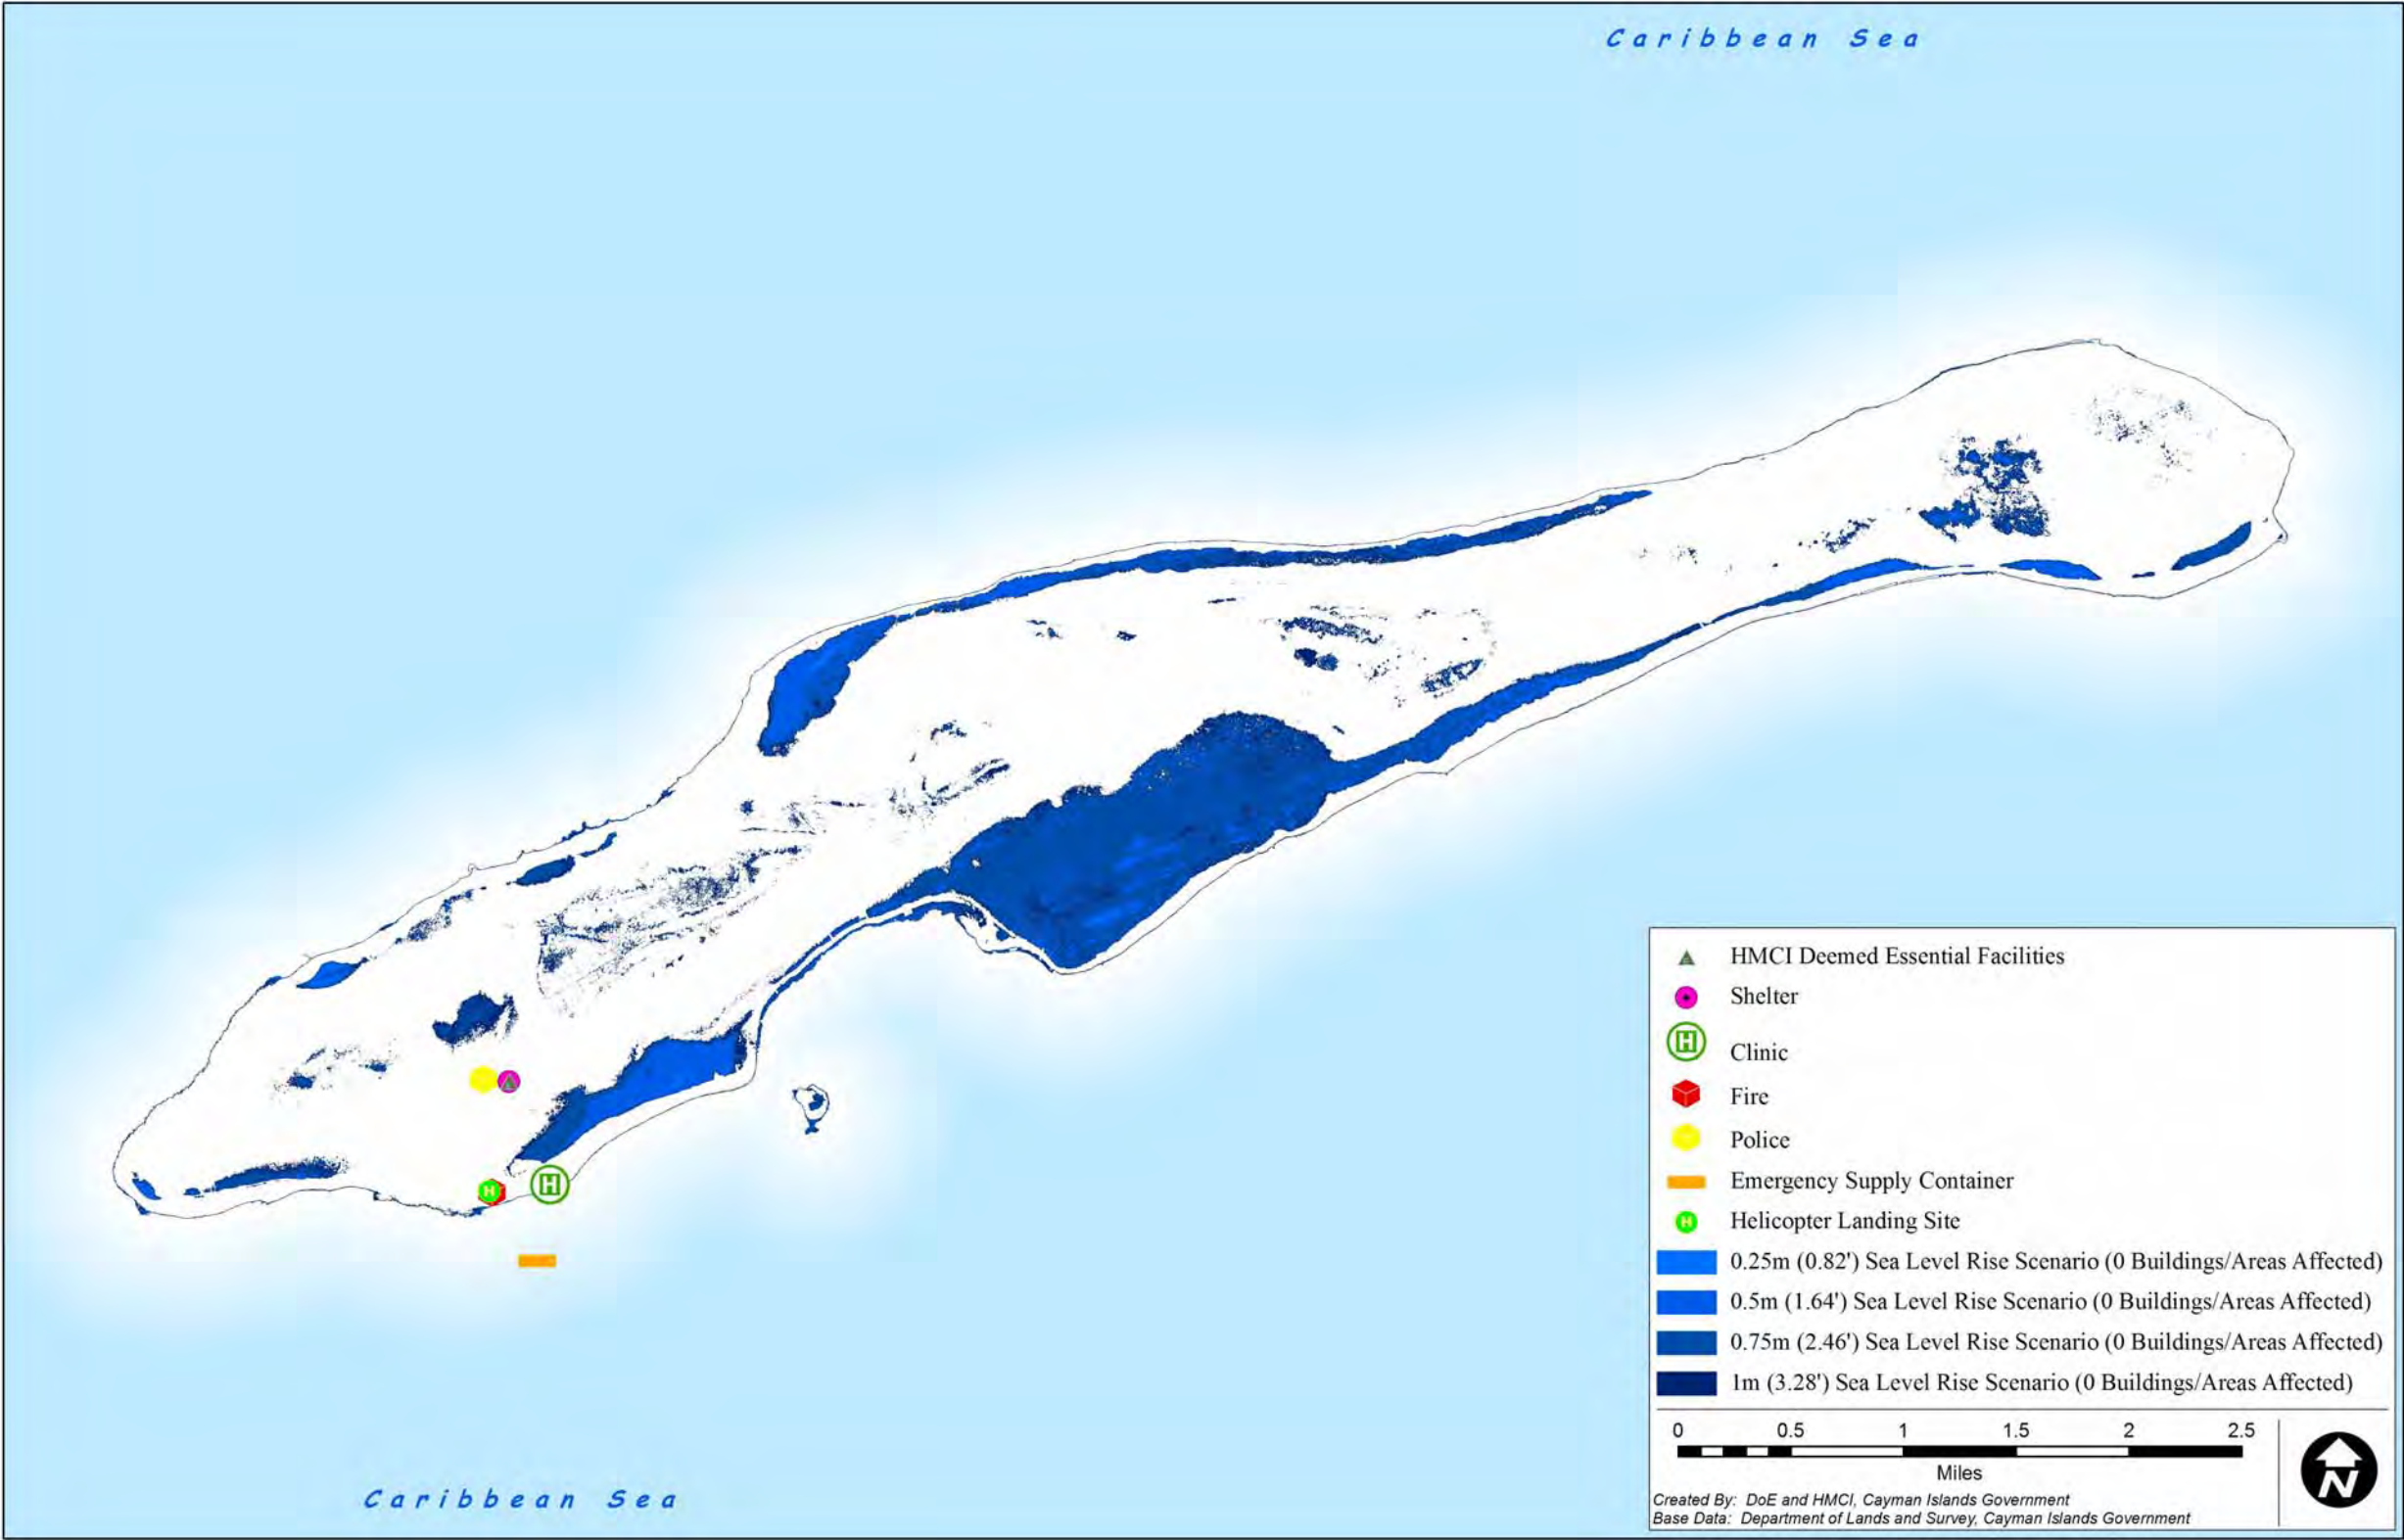 Caribbean Sea
HMCI Deemed Essential Facilities
Shelter
H
Clinic
Fire
Police
Emergency Supply Container
H
Helicopter Landing Site
0.25m (0.82') Sea Level Rise Scenario (0 Buildings/Areas Affected)
0.5m (1.64') Sea Level Rise Scenario (0 Buildings/Areas Affected)
0.75m (2.46') Sea Level Rise Scenario (0 Buildings/Areas Affected)
1m (3.28') Sea Level Rise Scenario (0 Buildings/Areas Affected)
H
H
0 0.5 1 1.5 2 2.5
Miles
N
Created By: DoE and HMCI, Cayman Islands Government
Base Data: Department of Lands and Survey, Cayman Islands Government
Caribbean Sea